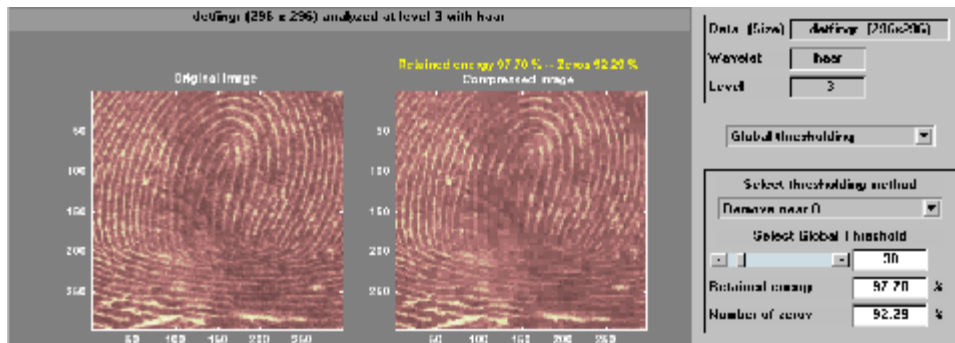 detfingr (296 x 296) analyzed at level 3 with haar
Retained energy 97.70 % -- Zeros 92.29 %
Original Image
Compressed Image
50
100
150
200
250
50 100 150 200 250
50
100
150
200
250
50 100 150 200 250
Data (Size) detfingr (296x296)
Wavelet haar
Level 3
Global thresholding
Select thresholding method
Remove near 0
Select Global Threshold
- - 30
Retained energy 97.70 %
Number of zeros 92.29 %